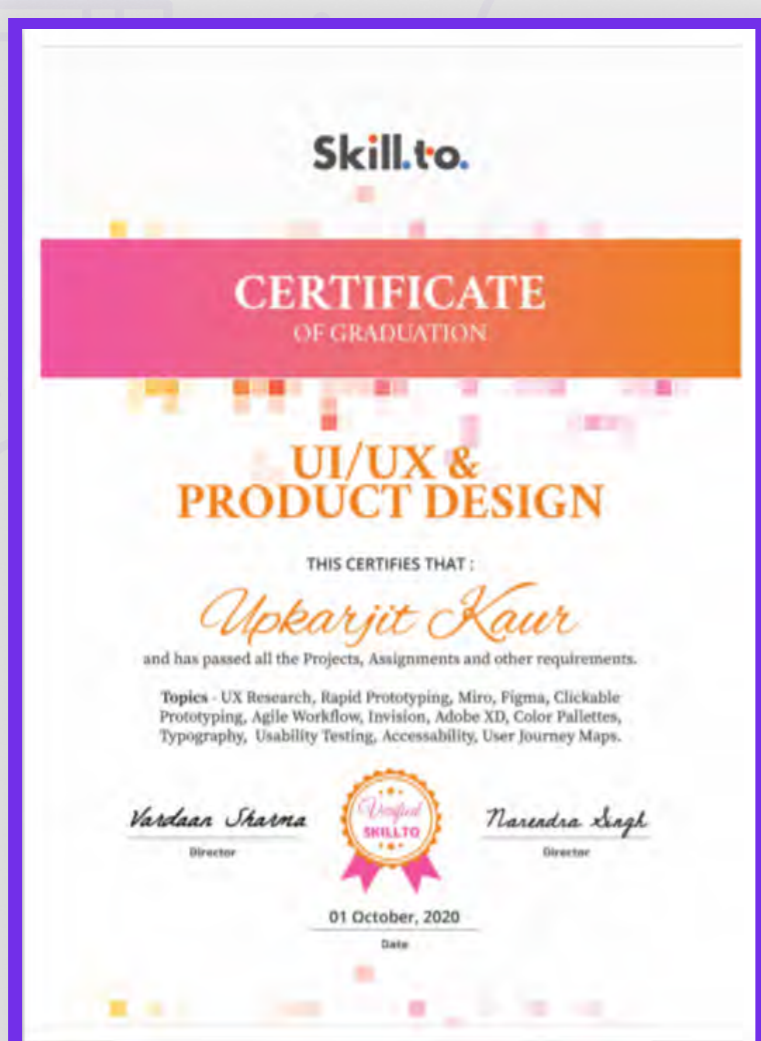 Skill.to.
CERTIFICATE
OF GRADUATION
UI/UX &
PRODUCT DESIGN
THIS CERTIFIES THAT :
Upkarjit Kaur
and has passed all the Projects, Assignments and other requirements.
Topics - UX Research, Rapid Prototyping, Miro, Figma, Clickable
Prototyping, Agile Workflow, Invision, Adobe XD, Color Pallettes,
Typography, Usability Testing, Accessability, User Journey Maps.
Vardaan Sharma
Director
Verified
SKILLTO
Narendra Singh
Director
01 October, 2020
Date